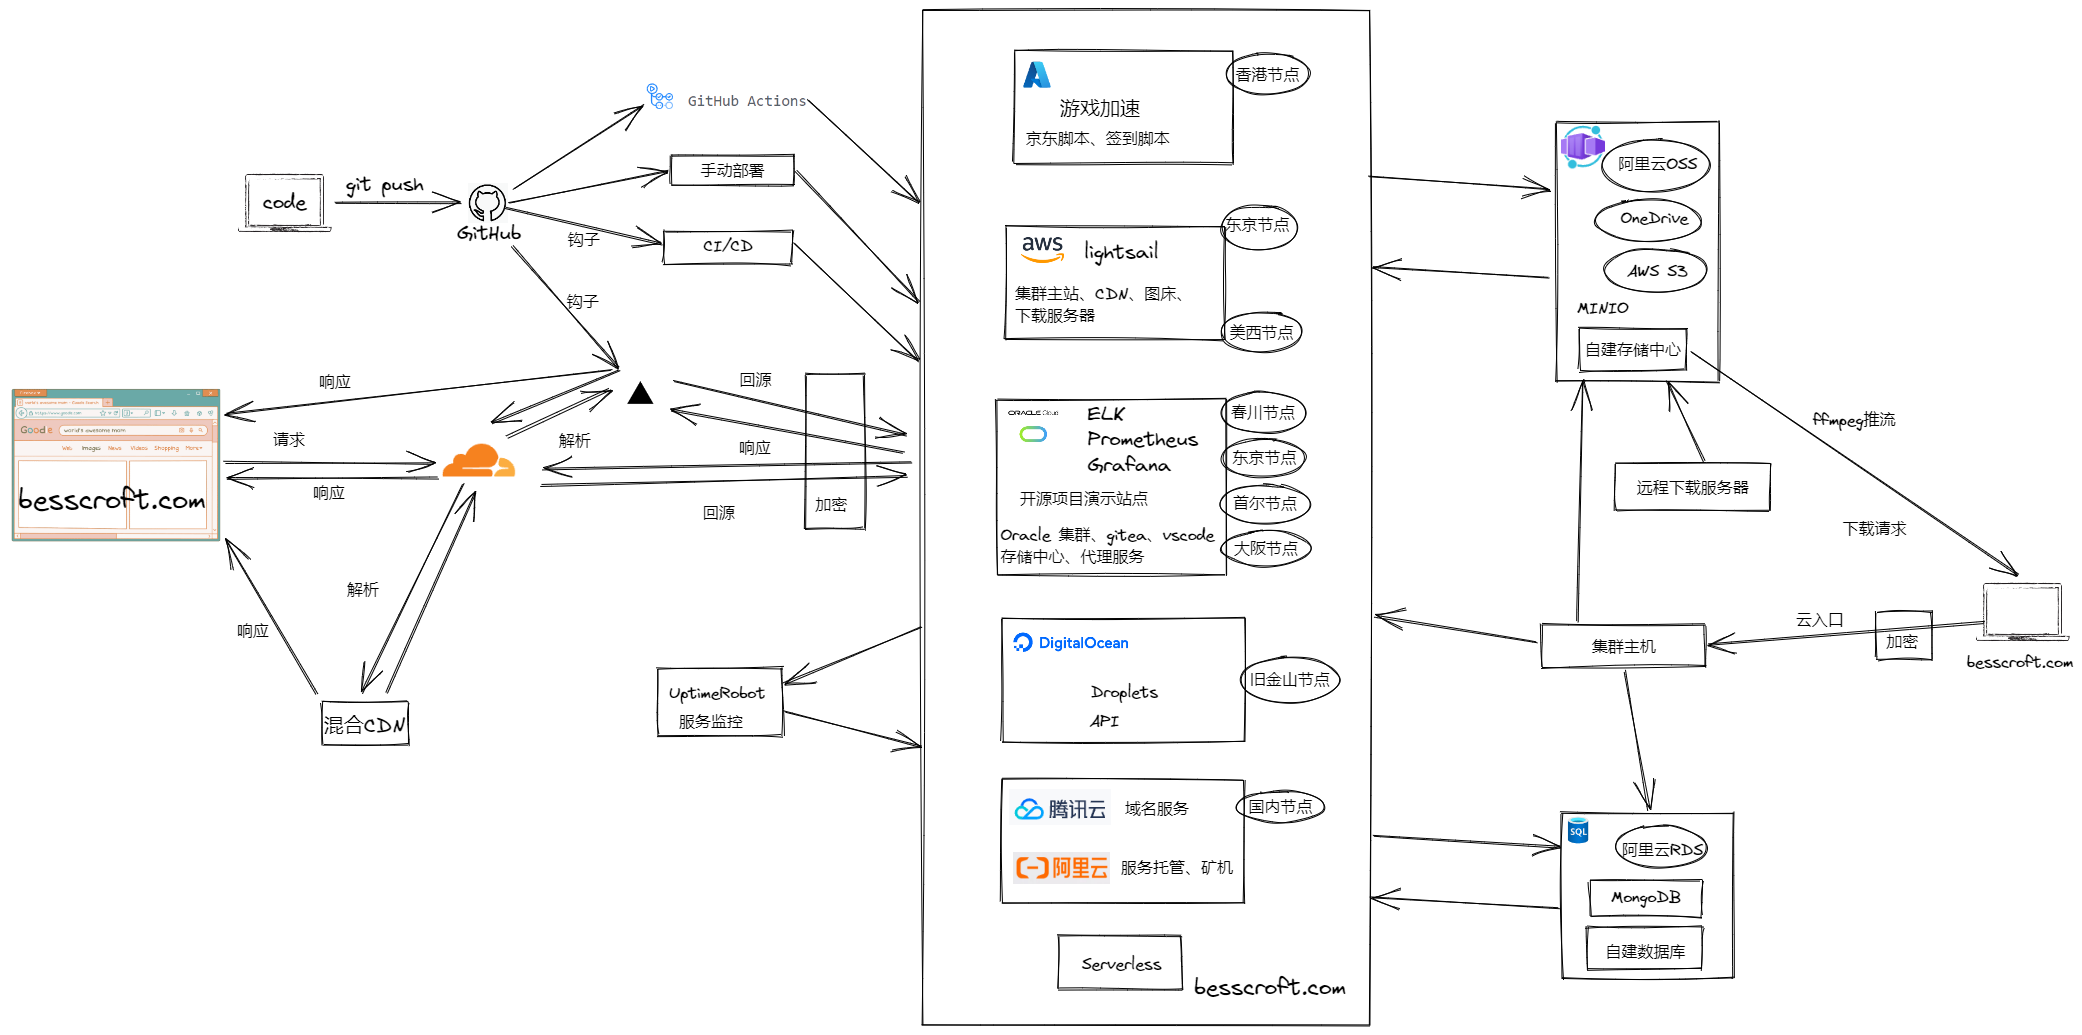 code
git push
GitHub
GitHub Actions
手动部署
钩子
CI/CD
钩子
响应
请求
响应
解析
回源
响应
回源
加密
Web Images News Videos Shopping More
besscroft.com
解析
响应
混合CDN
UptimeRobot
服务监控
香港节点
游戏加速
京东脚本、签到脚本
东京节点
aws
lightsail
集群主站、CDN、图床、
下载服务器
美西节点
ORACLE Cloud
ELK
Prometheus
Grafana
开源项目演示站点
Oracle 集群、gitea、vscode
存储中心、代理服务
春川节点
东京节点
首尔节点
大阪节点
DigitalOcean
Droplets
API
旧金山节点
腾讯云
域名服务
国内节点
阿里云
服务托管、矿机
Serverless
besscroft.com
阿里云OSS
OneDrive
AWS S3
MINIO
自建存储中心
ffmpeg推流
远程下载服务器
下载请求
云入口
加密
集群主机
besscroft.com
SQL
阿里云RDS
MongoDB
自建数据库